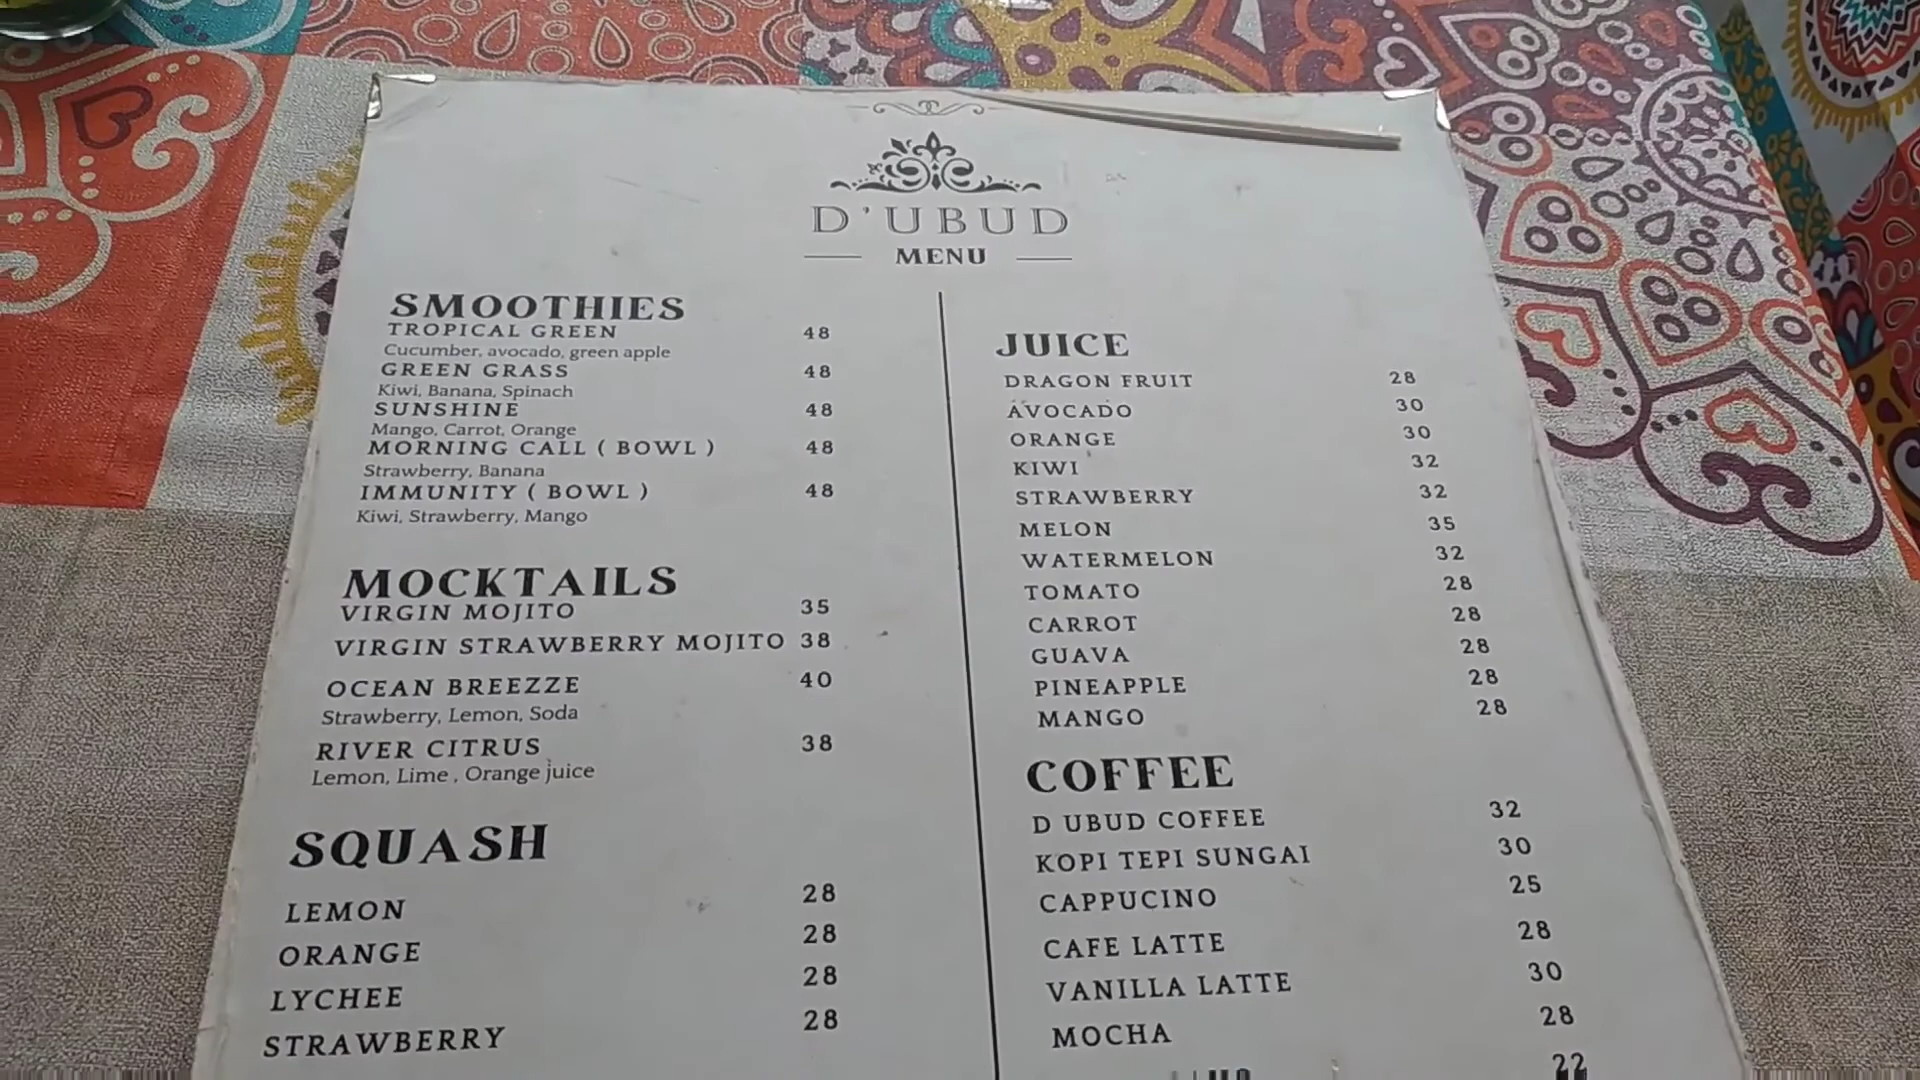 D'UBUD
MENU
SMOOTHIES
TROPICAL GREEN 48
Cucumber, avocado, green apple
GREEN GRASS 48
Kiwi, Banana, Spinach
SUNSHINE 48
Mango, Carrot, Orange
MORNING CALL ( BOWL ) 48
Strawberry, Banana
IMMUNITY ( BOWL ) 48
Kiwi, Strawberry, Mango
MOCKTAILS
VIRGIN MOJITO 35
VIRGIN STRAWBERRY MOJITO 38
OCEAN BREEZZE 40
Strawberry, Lemon, Soda
RIVER CITRUS 38
Lemon, Lime , Orange juice
SQUASH
LEMON 28
ORANGE 28
LYCHEE 28
STRAWBERRY 28
JUICE
DRAGON FRUIT 28
AVOCADO 30
ORANGE 30
KIWI 32
STRAWBERRY 32
MELON 35
WATERMELON 32
TOMATO 28
CARROT 28
GUAVA 28
PINEAPPLE 28
MANGO 28
COFFEE
D UBUD COFFEE 32
KOPI TEPI SUNGAI 30
CAPPUCINO 25
CAFE LATTE 28
VANILLA LATTE 30
MOCHA 28
22